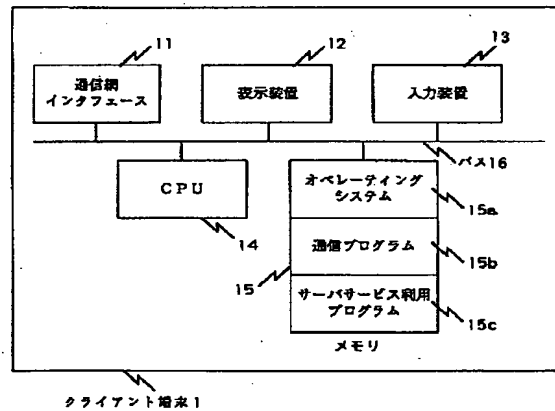 11
12
13
通信網
インタフェース
表示装置
入力装置
バス16
CPU
14
オペレーティング
システム
15a
通信プログラム
15b
15
サーバサービス利用
プログラム
15c
メモリ
クライアント端末1